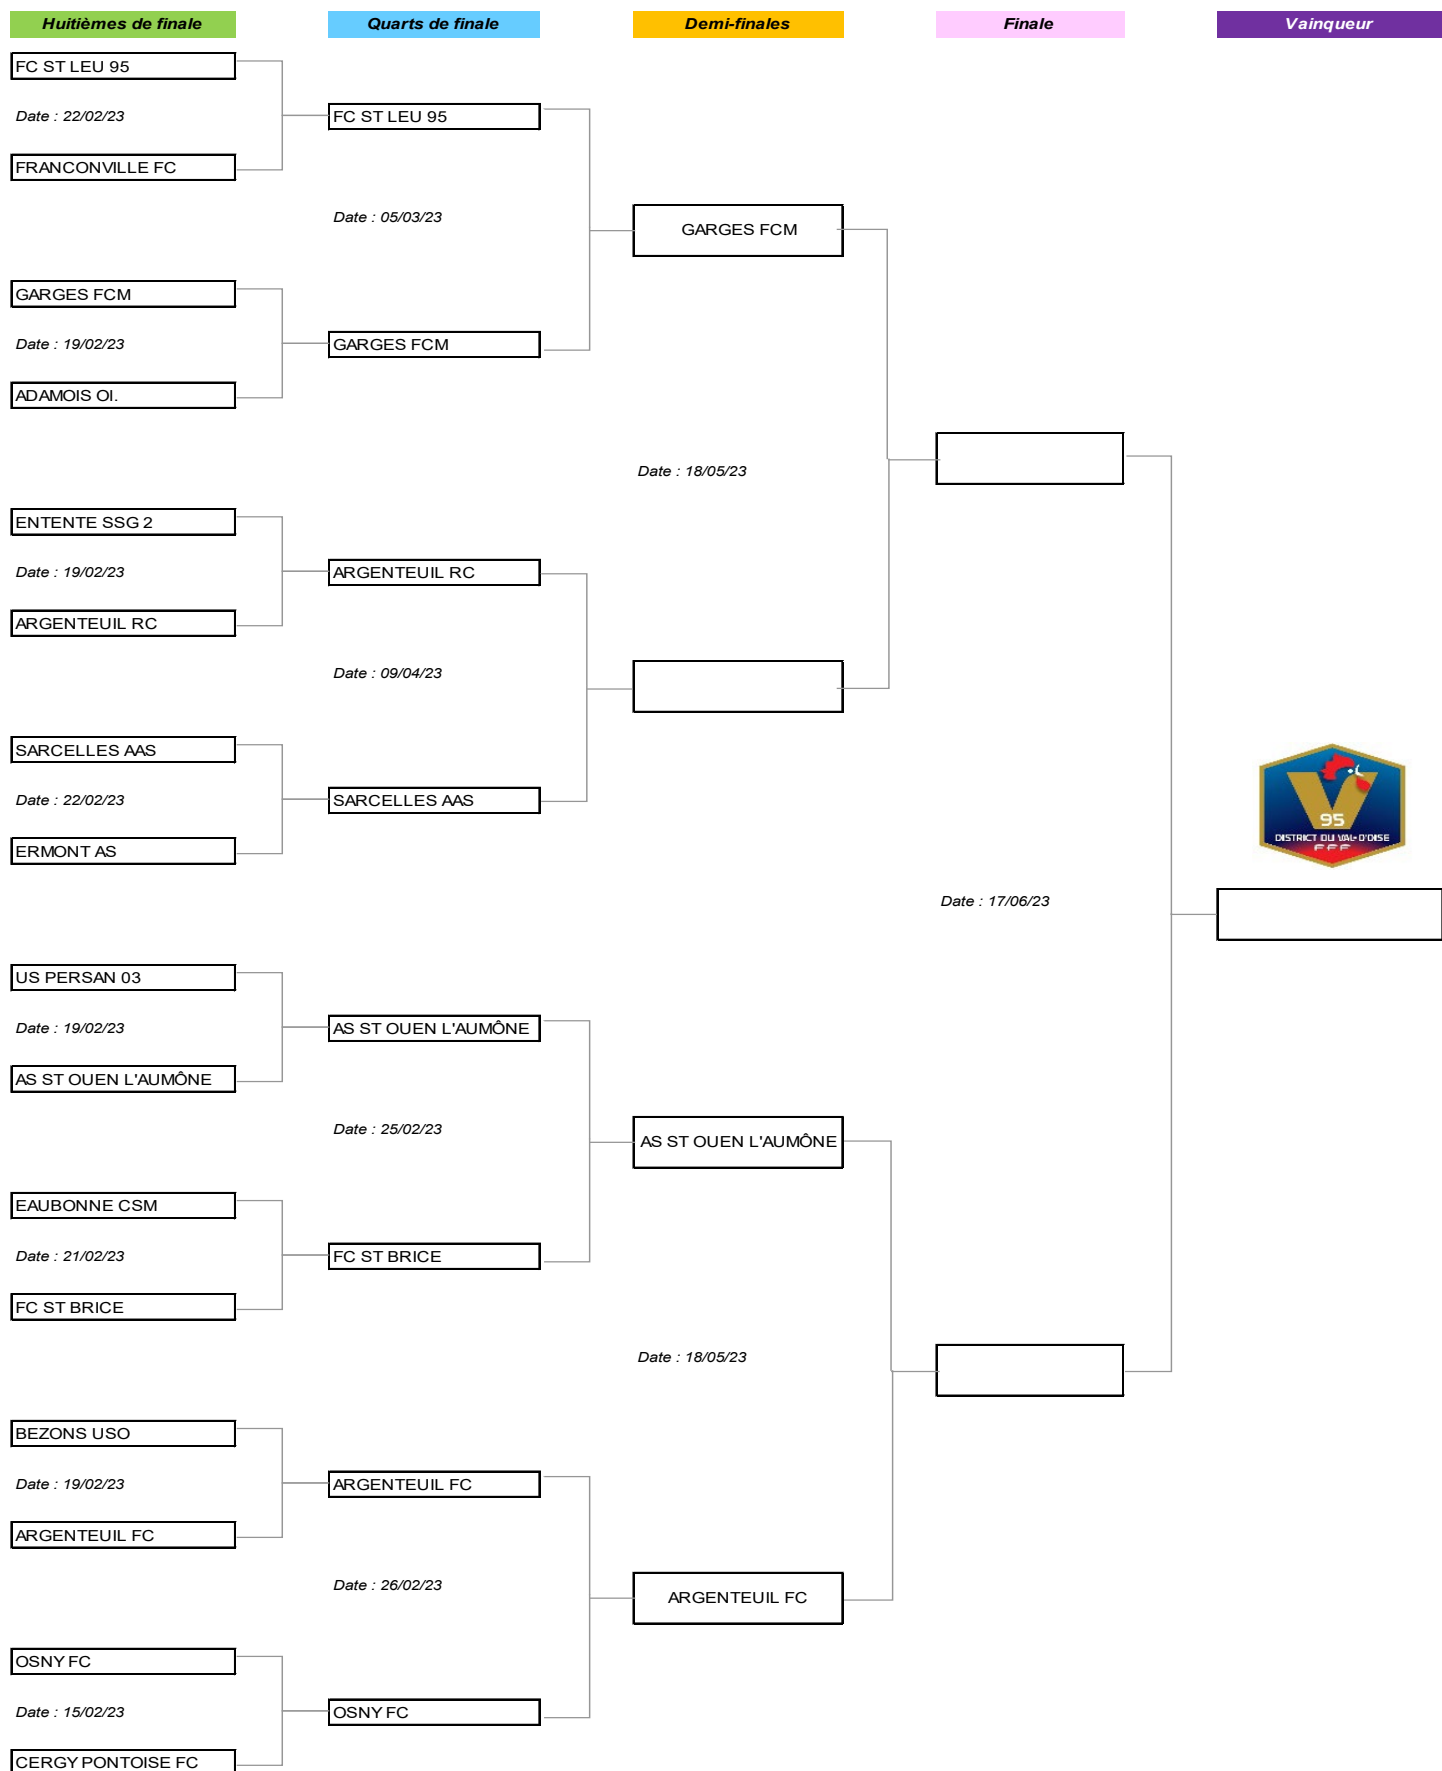 Huitièmes de finale
Quarts de finale
Demi-finales
Finale
Vainqueur
FC ST LEU 95
Date : 22/02/23
FC ST LEU 95
FRANCONVILLE FC
Date : 05/03/23
GARGES FCM
GARGES FCM
Date : 19/02/23
GARGES FCM
ADAMOIS Ol.
Date : 18/05/23
ENTENTE SSG 2
Date : 19/02/23
ARGENTEUIL RC
ARGENTEUIL RC
Date : 09/04/23
SARCELLES AAS
Date : 22/02/23
SARCELLES AAS
ERMONT AS
V
95
DISTRICT DU VAL-D'OISE
FFF
Date : 17/06/23
US PERSAN 03
Date : 19/02/23
AS ST OUEN L'AUMÔNE
AS ST OUEN L'AUMÔNE
Date : 25/02/23
AS ST OUEN L'AUMÔNE
EAUBONNE CSM
Date : 21/02/23
FC ST BRICE
FC ST BRICE
Date : 18/05/23
BEZONS USO
Date : 19/02/23
ARGENTEUIL FC
ARGENTEUIL FC
Date : 26/02/23
ARGENTEUIL FC
OSNY FC
Date : 15/02/23
OSNY FC
CERGY PONTOISE FC